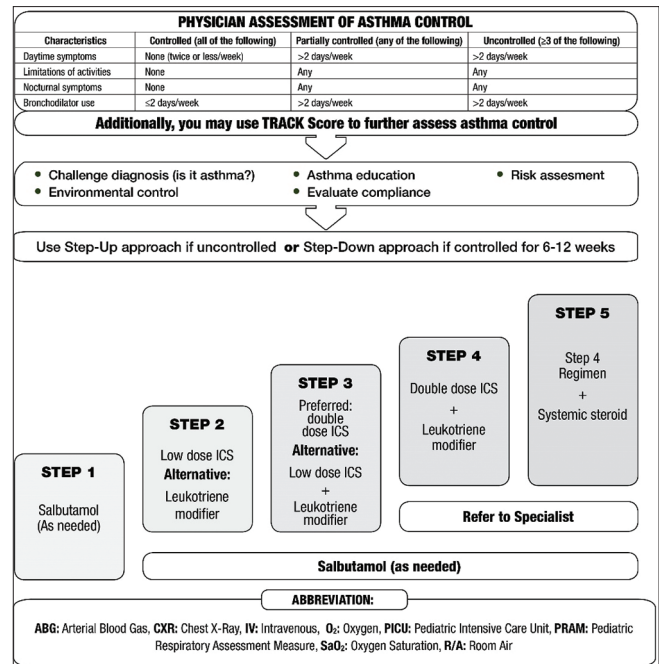 PHYSICIAN ASSESSMENT OF ASTHMA CONTROL
Characteristics Controlled (all of the following) Partially controlled (any of the following) Uncontrolled (≥3 of the following)
Daytime symptoms None (twice or less/week) >2 days/week >2 days/week
Limitations of activities None Any Any
Nocturnal symptoms None Any Any
Bronchodilator use ≤2 days/week >2 days/week >2 days/week
Additionally, you may use TRACK Score to further assess asthma control
• Challenge diagnosis (is it asthma?) • Asthma education • Risk assesment
• Environmental control • Evaluate compliance
Use Step-Up approach if uncontrolled or Step-Down approach if controlled for 6-12 weeks
STEP 1
Salbutamol
(As needed)
STEP 2
Low dose ICS
Alternative:
Leukotriene
modifier
STEP 3
Preferred:
double
dose ICS
Alternative:
Low dose ICS
+
Leukotriene
modifier
STEP 4
Double dose ICS
+
Leukotriene
modifier
STEP 5
Step 4
Regimen
+
Systemic steroid
Refer to Specialist
Salbutamol (as needed)
ABBREVIATION:
ABG: Arterial Blood Gas, CXR: Chest X-Ray, IV: Intravenous, O₂: Oxygen, PICU: Pediatric Intensive Care Unit, PRAM: Pediatric
Respiratory Assessment Measure, SaO₂: Oxygen Saturation, R/A: Room Air